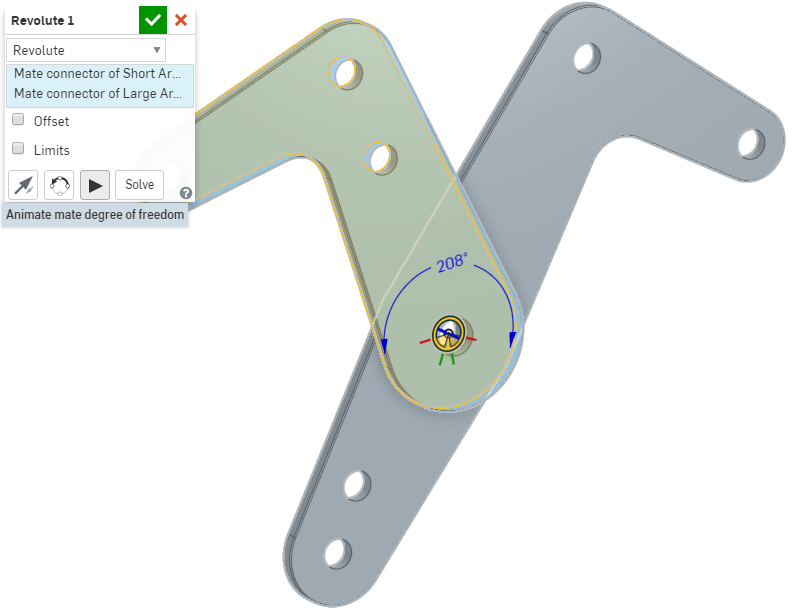 Revolute 1
Revolute
Mate connector of Short Ar...
Mate connector of Large Ar...
Offset
Limits
Solve
Animate mate degree of freedom
208°